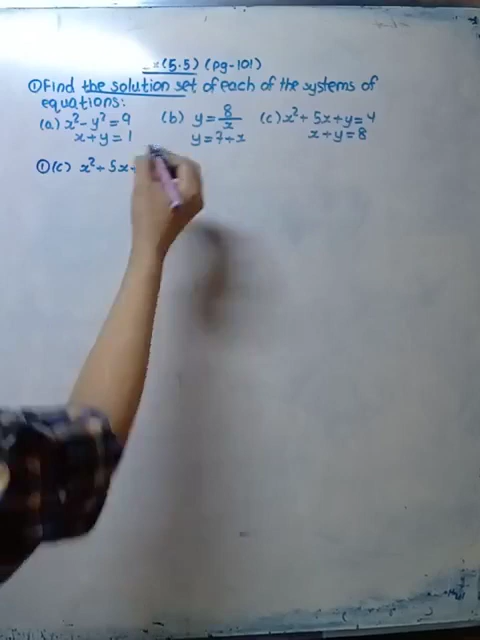 (5.5) (pg-101)
①Find the solution set of each of the systems of
equations:
(a) x²-y²=9 (b) y=8/x (c) x²+5x+y=4
x+y=1 y=7+x x+y=8
①(c) x²+5x+